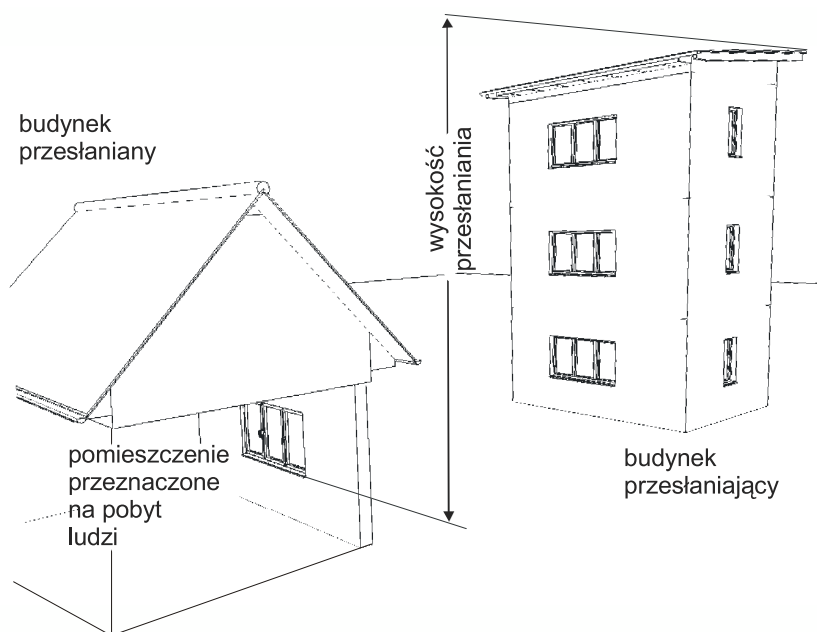 budynek
przesłaniany
wysokość
przesłaniania
pomieszczenie
przeznaczone
na pobyt
ludzi
budynek
przesłaniający